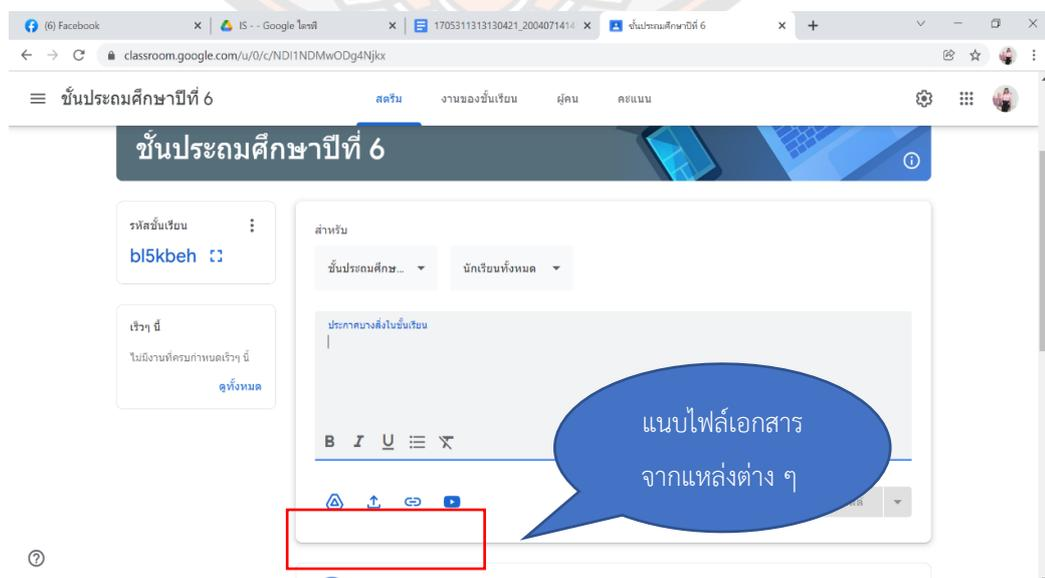 (6) Facebook
IS - - Google ไดรฟ์
1705311313130421_2004071414
ชั้นประถมศึกษาปีที่ 6
classroom.google.com/u/0/c/NDI1NDMwODg4Njkx
ชั้นประถมศึกษาปีที่ 6
สตรีม
งานของชั้นเรียน
ผู้คน
คะแนน
ชั้นประถมศึกษาปีที่ 6
รหัสชั้นเรียน
bl5kbeh
เร็วๆ นี้
ไม่มีงานที่ครบกำหนดเร็วๆ นี้
ดูทั้งหมด
สำหรับ
ชั้นประถมศึกษ...
นักเรียนทั้งหมด
ประกาศบางสิ่งในชั้นเรียน
B I U
แนบไฟล์เอกสาร
จากแหล่งต่าง ๆ